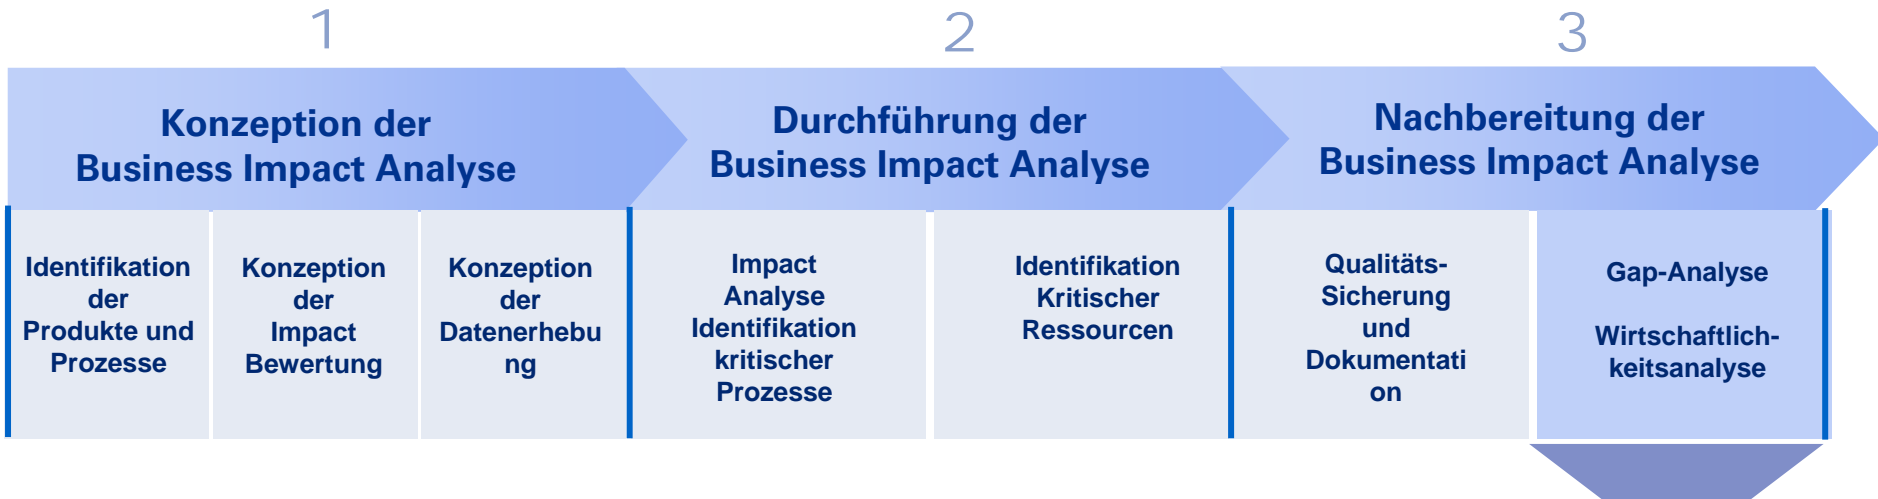 1
2
3
Konzeption der
Business Impact Analyse
Durchführung der
Business Impact Analyse
Nachbereitung der
Business Impact Analyse
Identifikation
der
Produkte und
Prozesse
Konzeption
der
Impact
Bewertung
Konzeption
der
Datenerhebu
ng
Impact
Analyse
Identifikation
kritischer
Prozesse
Identifikation
Kritischer
Ressourcen
Qualitäts-
Sicherung
und
Dokumentati
on
Gap-Analyse
Wirtschaftlich-
keitsanalyse